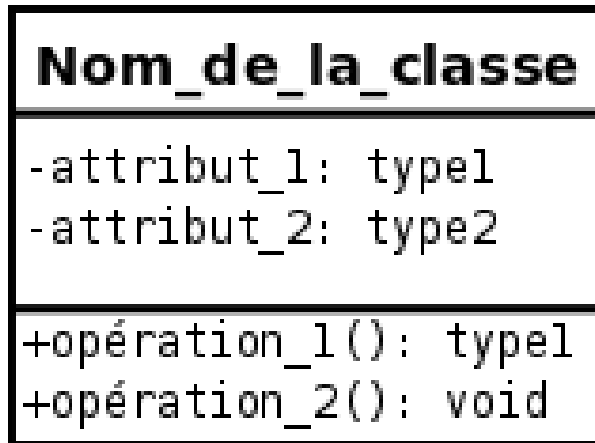 Nom_de_la_classe
-attribut_1: type1
-attribut_2: type2
+opération_1(): type1
+opération_2(): void